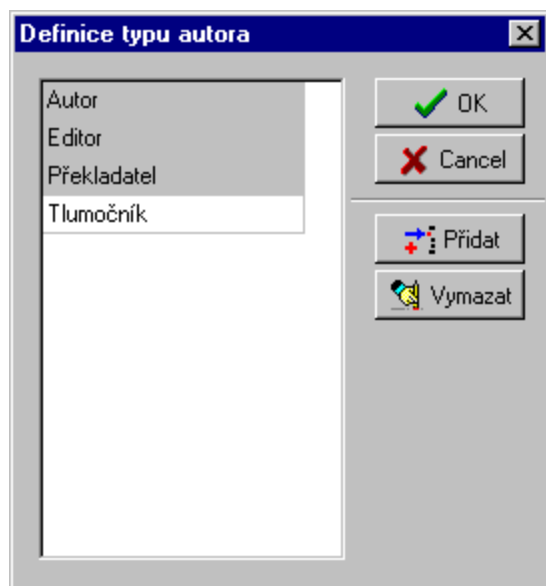 Definice typu autora
Autor
Editor
Překladatel
Tlumočník
OK
Cancel
Přidat
Vymazat